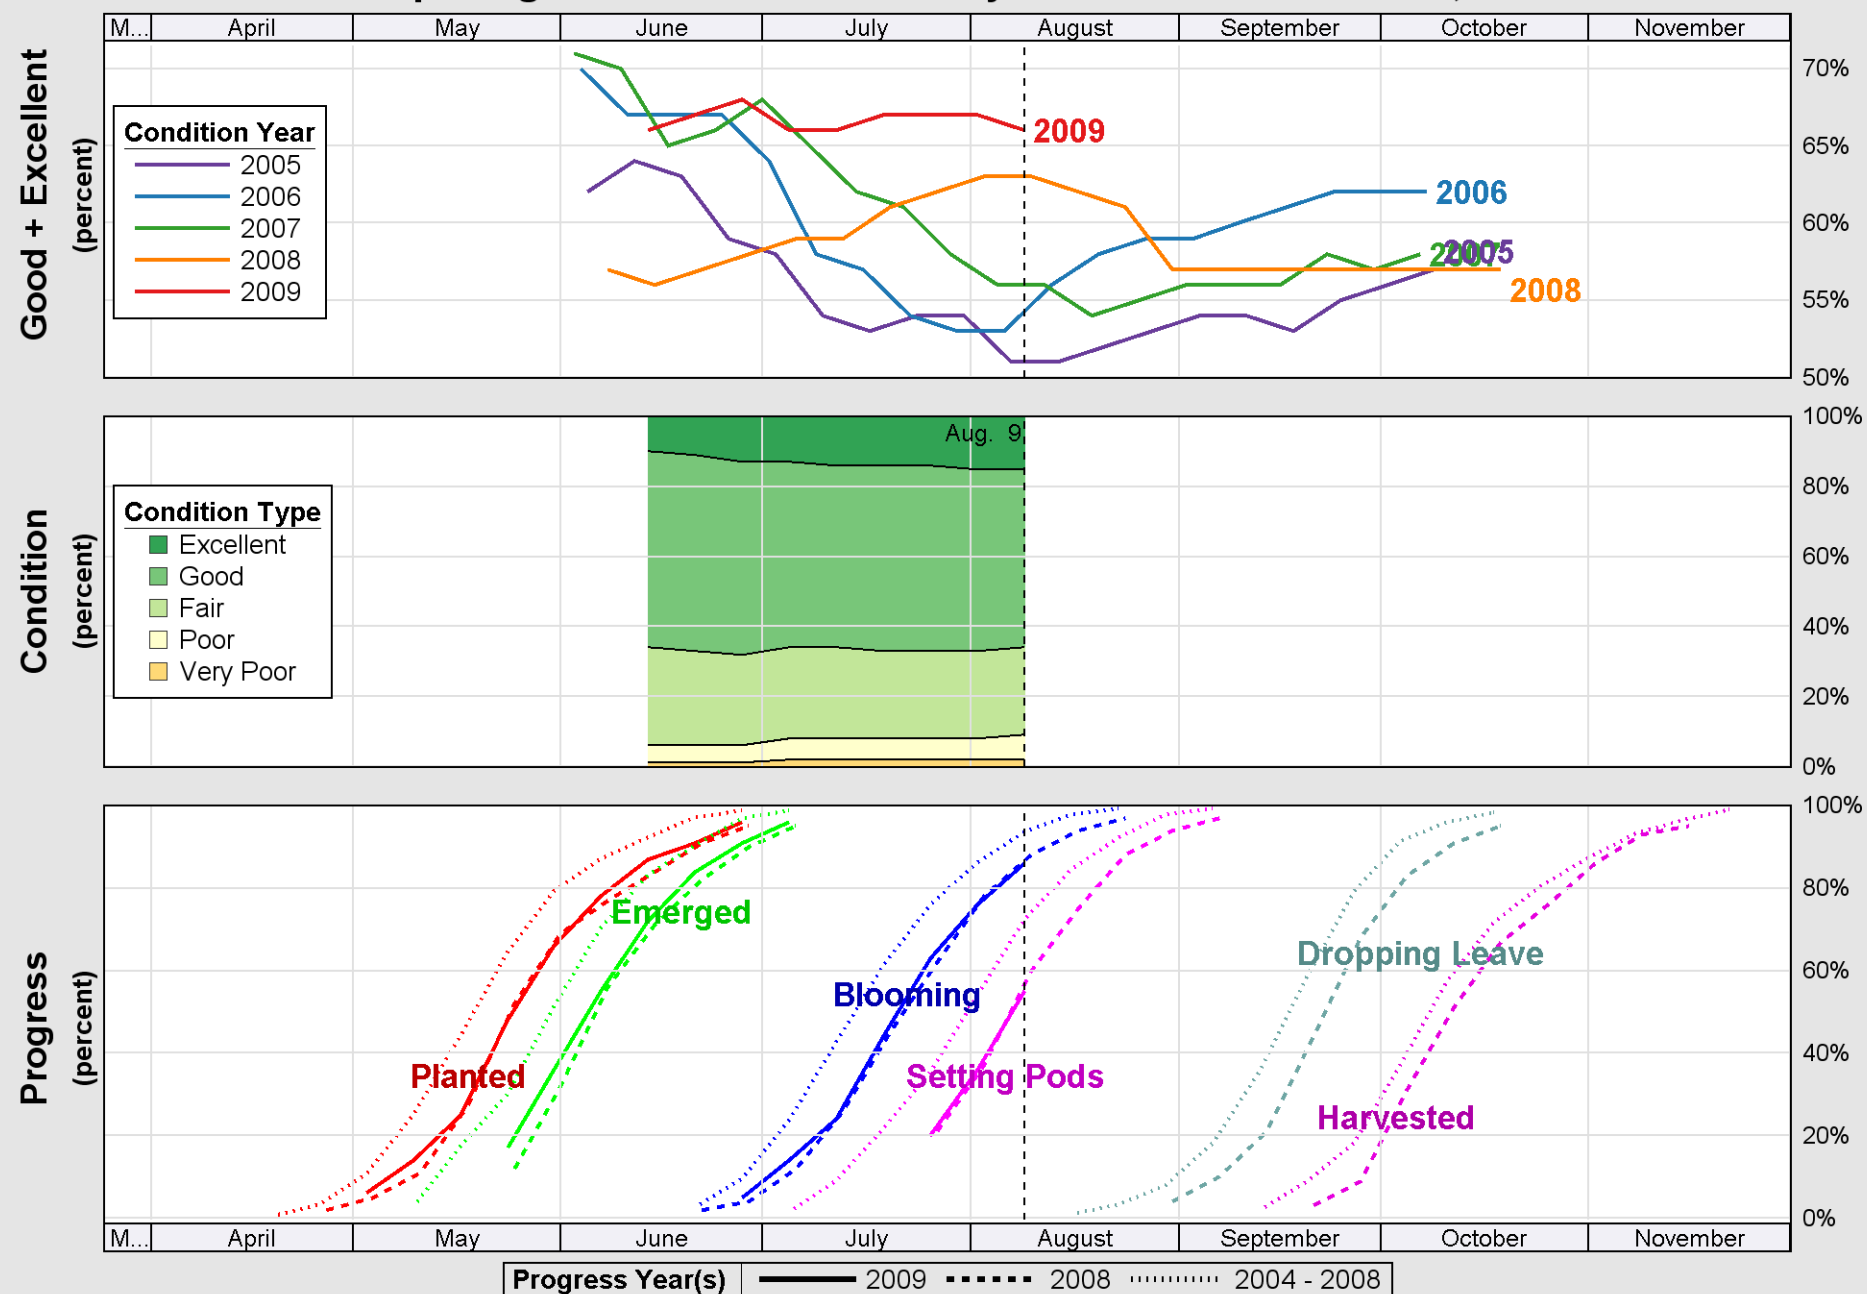 M... April May June July August September October November
Good + Excellent
(percent)
70%
65%
60%
55%
50%
Condition Year
2005
2006
2007
2008
2009
2009
2006
2005
2007
2008
Condition
(percent)
100%
80%
60%
40%
20%
0%
Aug. 9
Condition Type
Excellent
Good
Fair
Poor
Very Poor
Progress
(percent)
100%
80%
60%
40%
20%
0%
Emerged
Dropping Leave
Blooming
Planted
Setting Pods
Harvested
M... April May June July August September October November
Progress Year(s) 2009 2008 2004 - 2008